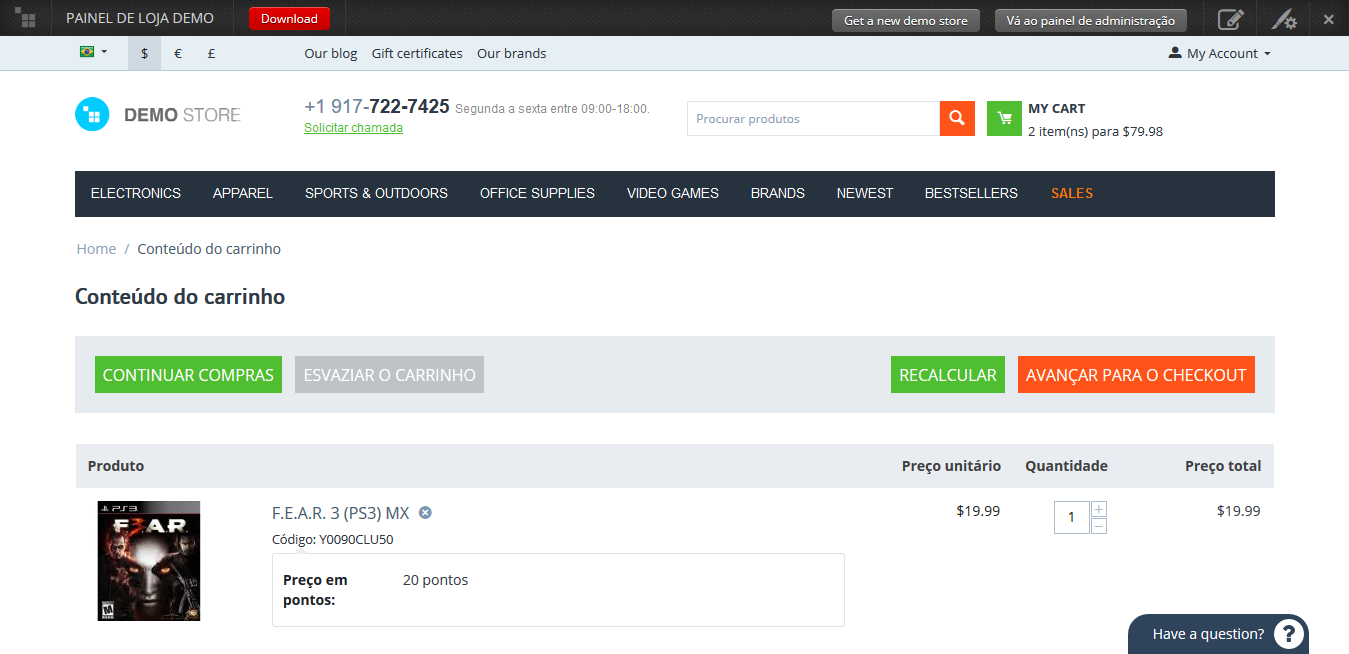 PAINEL DE LOJA DEMO Download Get a new demo store Vá ao painel de administração
$ € £ Our blog Gift certificates Our brands My Account
DEMO STORE
+1 917-722-7425 Segunda a sexta entre 09:00-18:00.
Solicitar chamada
Procurar produtos
MY CART
2 item(ns) para $79.98
ELECTRONICS APPAREL SPORTS & OUTDOORS OFFICE SUPPLIES VIDEO GAMES BRANDS NEWEST BESTSELLERS SALES
Home / Conteúdo do carrinho
Conteúdo do carrinho
CONTINUAR COMPRAS ESVAZIAR O CARRINHO RECALCULAR AVANÇAR PARA O CHECKOUT
Produto Preço unitário Quantidade Preço total
PS3
F.3.A.R.
M
F.E.A.R. 3 (PS3) MX $19.99 1 + − $19.99
Código: Y0090CLU50
Preço em pontos: 20 pontos
Have a question? ?